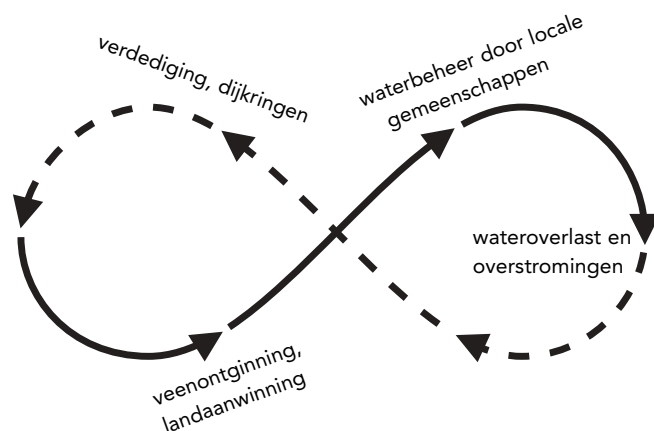 verdediging, dijkringen
waterbeheer door locale
gemeenschappen
wateroverlast en
overstromingen
veenontginning,
landaanwinning